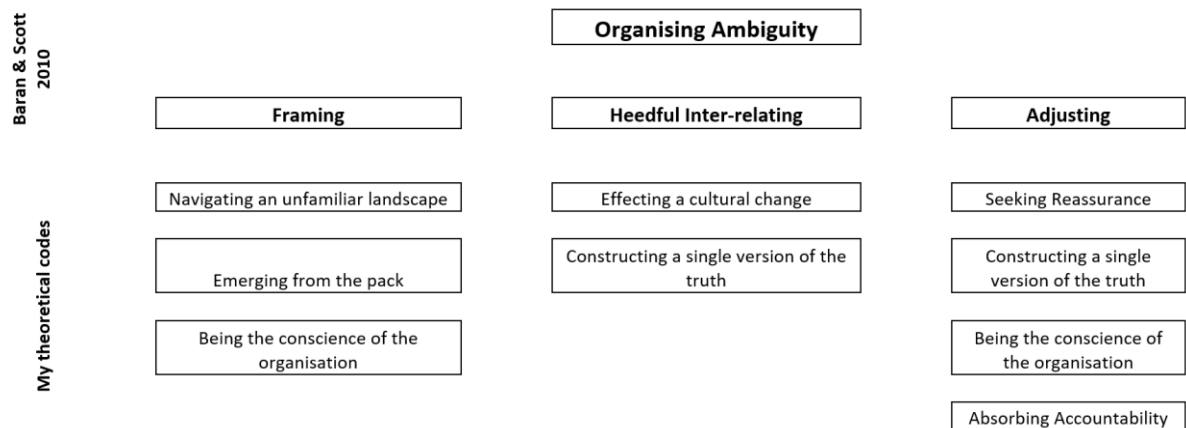 Baran & Scott
2010
Organising Ambiguity
Framing
Heedful Inter-relating
Adjusting
My theoretical codes
Navigating an unfamiliar landscape
Effecting a cultural change
Seeking Reassurance
Emerging from the pack
Constructing a single version of the
truth
Constructing a single
version of the truth
Being the conscience of the
organisation
Being the conscience of
the organisation
Absorbing Accountability